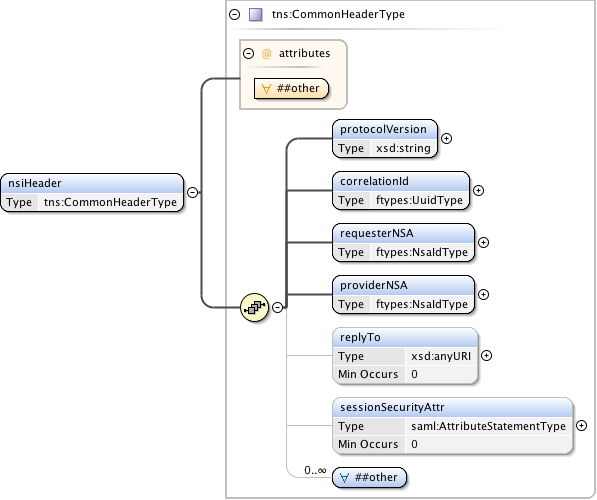 tns:CommonHeaderType
@ attributes
##other
protocolVersion
Type xsd:string
correlationId
Type ftypes:UuidType
nsiHeader
Type tns:CommonHeaderType
requesterNSA
Type ftypes:NsaIdType
providerNSA
Type ftypes:NsaIdType
replyTo
Type xsd:anyURI
Min Occurs 0
sessionSecurityAttr
Type saml:AttributeStatementType
Min Occurs 0
0..∞
##other